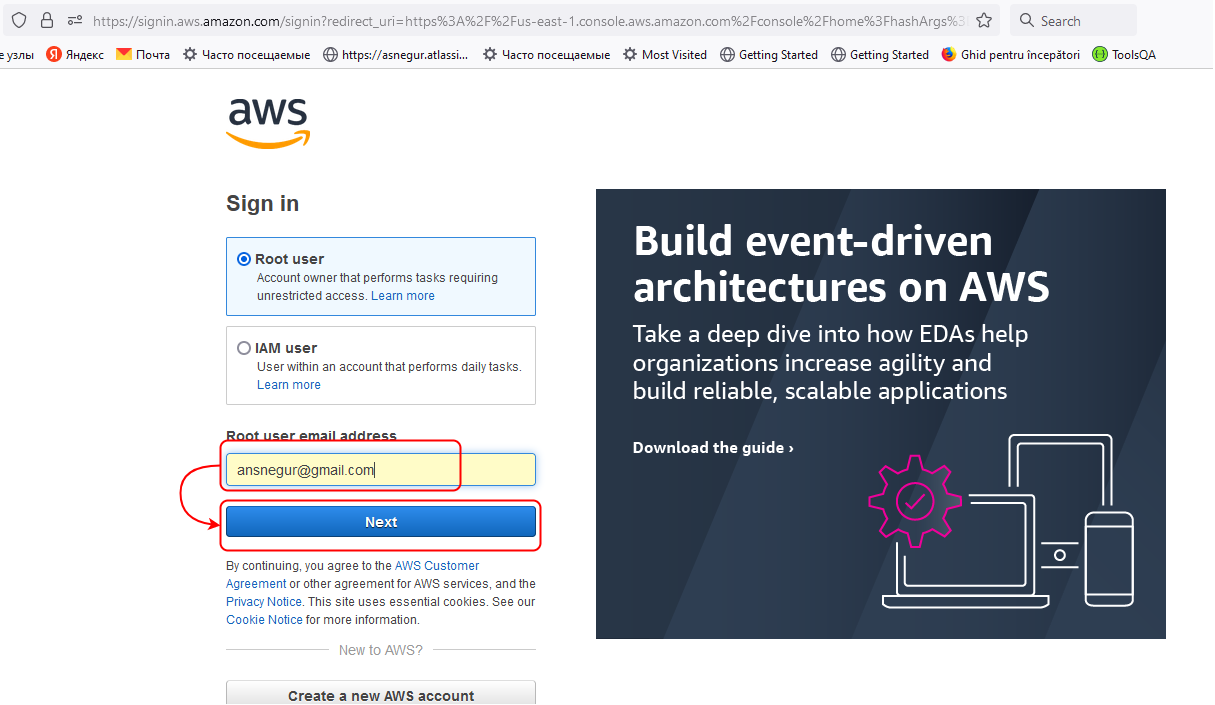 https://signin.aws.amazon.com/signin?redirect_uri=https%3A%2F%2Fus-east-1.console.aws.amazon.com%2Fconsole%2Fhome%3FhashArgs%
Search
е узлы Яндекс Почта Часто посещаемые https://asnegur.atlassi... Часто посещаемые Most Visited Getting Started Getting Started Ghid pentru începători ToolsQA
aws
Sign in
Root user
Account owner that performs tasks requiring
unrestricted access. Learn more
IAM user
User within an account that performs daily tasks.
Learn more
Root user email address
ansnegur@gmail.com
Next
By continuing, you agree to the AWS Customer
Agreement or other agreement for AWS services, and the
Privacy Notice. This site uses essential cookies. See our
Cookie Notice for more information.
New to AWS?
Create a new AWS account
Build event-driven
architectures on AWS
Take a deep dive into how EDAs help
organizations increase agility and
build reliable, scalable applications
Download the guide ›